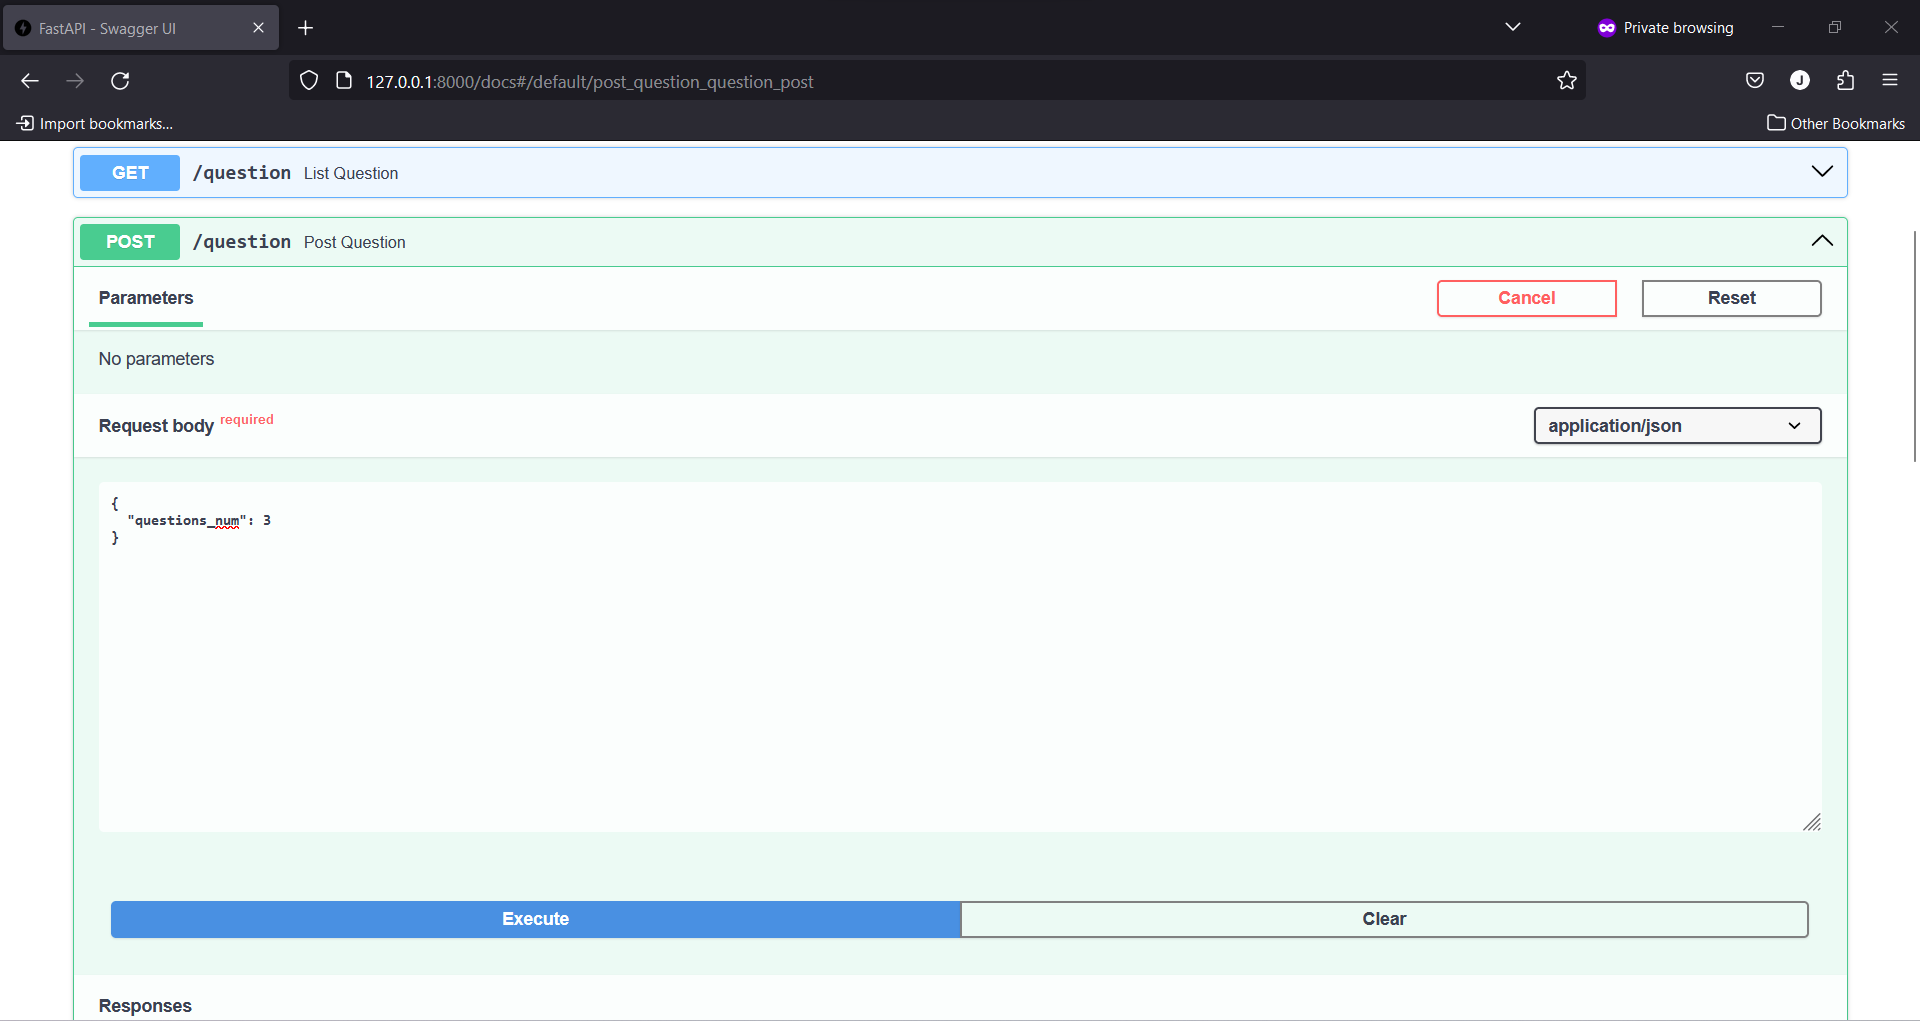 FastAPI - Swagger UI
Private browsing
127.0.0.1:8000/docs#/default/post_question_question_post
J
Import bookmarks...
Other Bookmarks
GET /question List Question
POST /question Post Question
Parameters
Cancel
Reset
No parameters
Request body required
application/json
{
"questions_num": 3
}
Execute
Clear
Responses